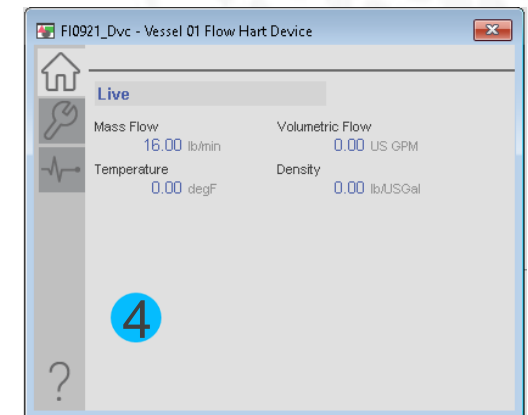 FI0921_Dvc - Vessel 01 Flow Hart Device
Live
Mass Flow Volumetric Flow
16.00 lb/min 0.00 US GPM
Temperature Density
0.00 degF 0.00 lb/USGal
4
?